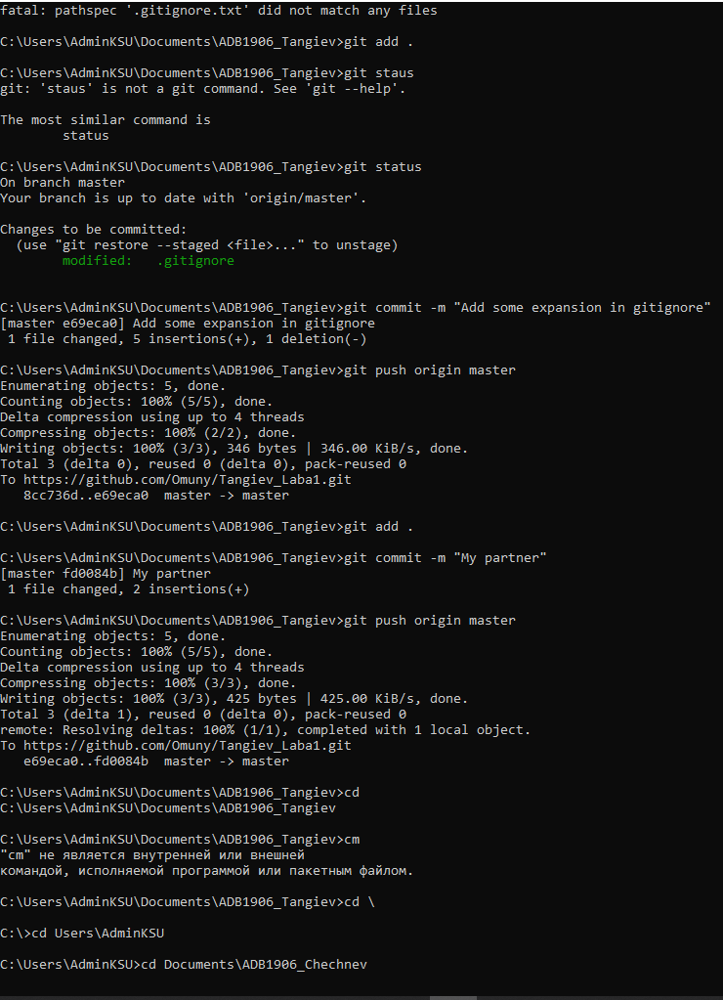 fatal: pathspec '.gitignore.txt' did not match any files
C:\Users\AdminKSU\Documents\ADB1906_Tangiev>git add .
C:\Users\AdminKSU\Documents\ADB1906_Tangiev>git staus
git: 'staus' is not a git command. See 'git --help'.
The most similar command is
status
C:\Users\AdminKSU\Documents\ADB1906_Tangiev>git status
On branch master
Your branch is up to date with 'origin/master'.
Changes to be committed:
(use "git restore --staged <file>..." to unstage)
modified:   .gitignore
C:\Users\AdminKSU\Documents\ADB1906_Tangiev>git commit -m "Add some expansion in gitignore"
[master e69eca0] Add some expansion in gitignore
1 file changed, 5 insertions(+), 1 deletion(-)
C:\Users\AdminKSU\Documents\ADB1906_Tangiev>git push origin master
Enumerating objects: 5, done.
Counting objects: 100% (5/5), done.
Delta compression using up to 4 threads
Compressing objects: 100% (2/2), done.
Writing objects: 100% (3/3), 346 bytes | 346.00 KiB/s, done.
Total 3 (delta 0), reused 0 (delta 0), pack-reused 0
To https://github.com/Omuny/Tangiev_Laba1.git
8cc736d..e69eca0  master -> master
C:\Users\AdminKSU\Documents\ADB1906_Tangiev>git add .
C:\Users\AdminKSU\Documents\ADB1906_Tangiev>git commit -m "My partner"
[master fd0084b] My partner
1 file changed, 2 insertions(+)
C:\Users\AdminKSU\Documents\ADB1906_Tangiev>git push origin master
Enumerating objects: 5, done.
Counting objects: 100% (5/5), done.
Delta compression using up to 4 threads
Compressing objects: 100% (3/3), done.
Writing objects: 100% (3/3), 425 bytes | 425.00 KiB/s, done.
Total 3 (delta 1), reused 0 (delta 0), pack-reused 0
remote: Resolving deltas: 100% (1/1), completed with 1 local object.
To https://github.com/Omuny/Tangiev_Laba1.git
e69eca0..fd0084b  master -> master
C:\Users\AdminKSU\Documents\ADB1906_Tangiev>cd
C:\Users\AdminKSU\Documents\ADB1906_Tangiev
C:\Users\AdminKSU\Documents\ADB1906_Tangiev>cm
"cm" не является внутренней или внешней
командой, исполняемой программой или пакетным файлом.
C:\Users\AdminKSU\Documents\ADB1906_Tangiev>cd \
C:\>cd Users\AdminKSU
C:\Users\AdminKSU>cd Documents\ADB1906_Chechnev